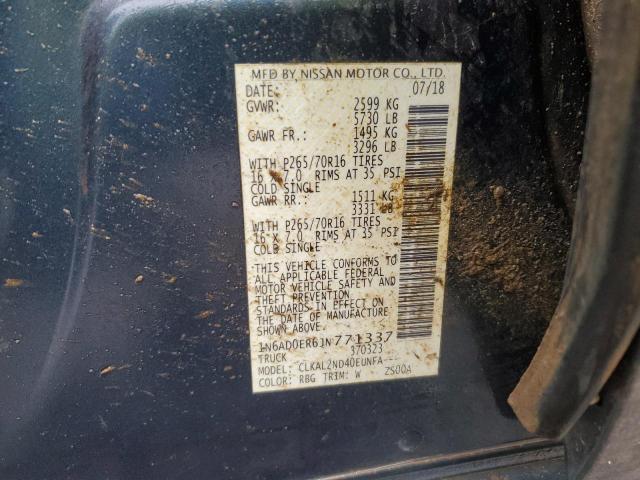 MFD BY, NISSAN MOTOR CO., LTD.
DATE: 07/18
GVWR: 2599 KG
5730 LB
GAWR FR.: 1495 KG
3296 LB
WITH P265/70R16 TIRES
16 X 7.0 RIMS AT 35 PSI
COLD SINGLE
GAWR RR.: 1511 KG
3331 LB
WITH P265/70R16 TIRES
16 X 7.0 RIMS AT 35 PSI
COLD SINGLE
THIS VEHICLE CONFORMS TO
ALL APPLICABLE FEDERAL
MOTOR VEHICLE SAFETY AND
THEFT PREVENTION
STANDARDS IN EFFECT ON
THE DATE OF MANUFACTURE
SHOWN ABOVE.
1N6AD0ER6JN771337
TRUCK 370323
MODEL: CLKAL2ND40EUNFA
COLOR: RBG TRIM: W